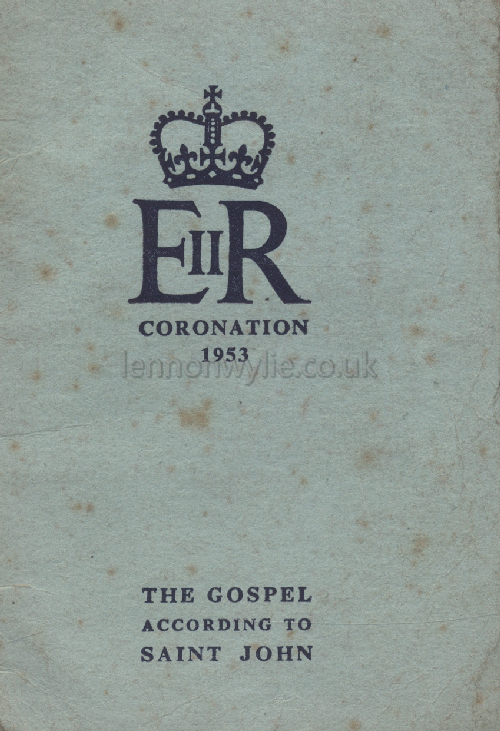 EIIR
CORONATION
1953
lennonwylie.co.uk
THE GOSPEL
ACCORDING TO
SAINT JOHN